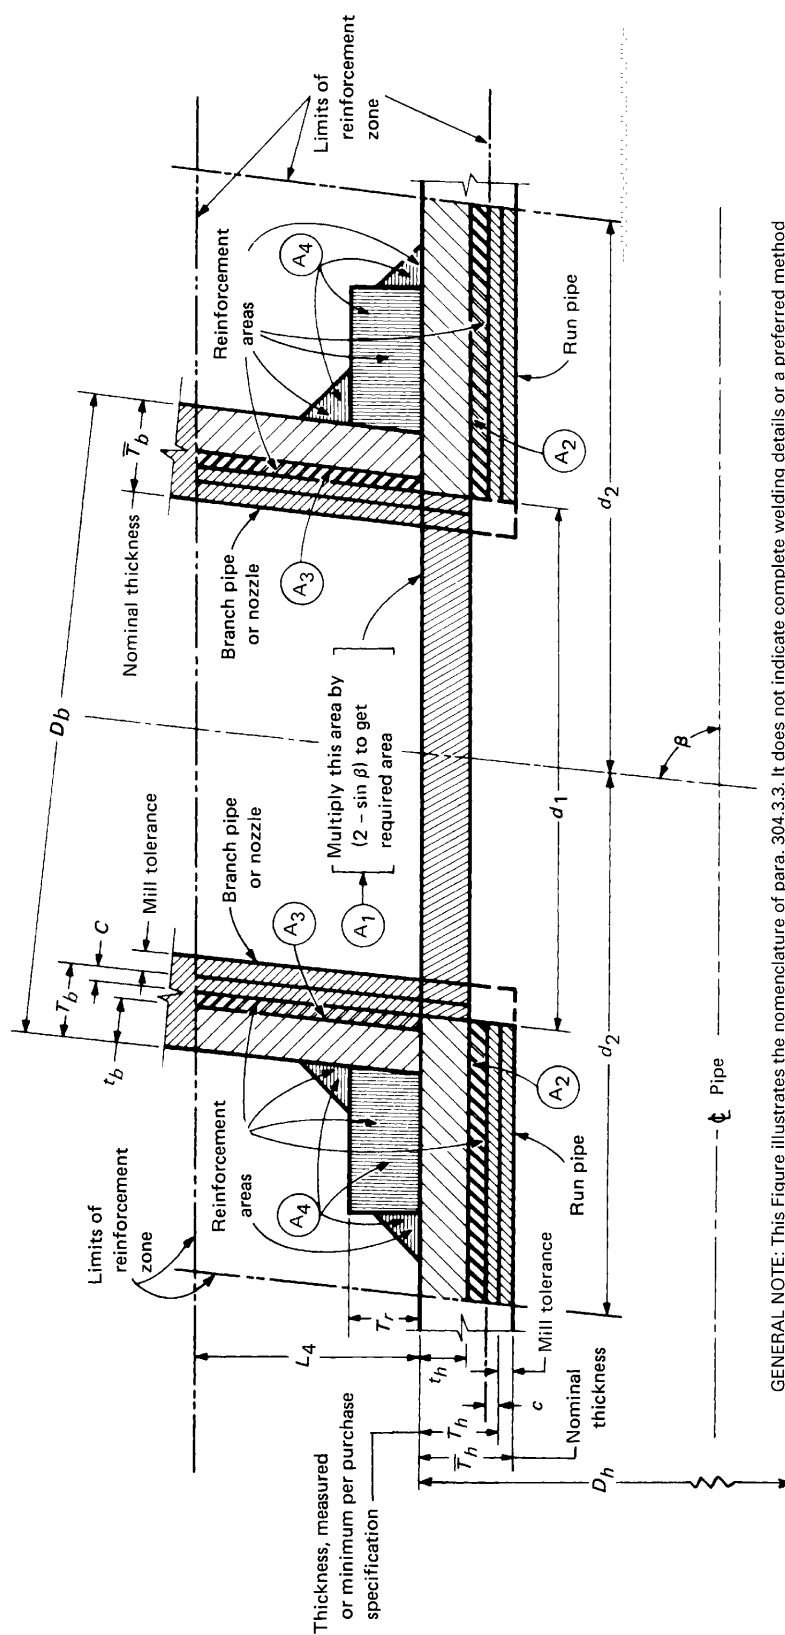 Limits of
reinforcement
zone
Limits of
reinforcement
zone
Reinforcement
areas
Reinforcement
areas
A4
A4
Run pipe
Run pipe
A2
A2
d2
d2
d1
T̅b
Nominal thickness
Branch pipe
or nozzle
Branch pipe
or nozzle
A3
A3
Db
Multiply this area by
(2 − sin β) to get
required area
A1
β
Mill tolerance
c
Tb
tb
L4
Tr
th
Mill tolerance
c
Th
T̅h
Nominal
thickness
Dh
℄ Pipe
Thickness, measured
or minimum per purchase
specification
GENERAL NOTE: This Figure illustrates the nomenclature of para. 304.3.3. It does not indicate complete welding details or a preferred method